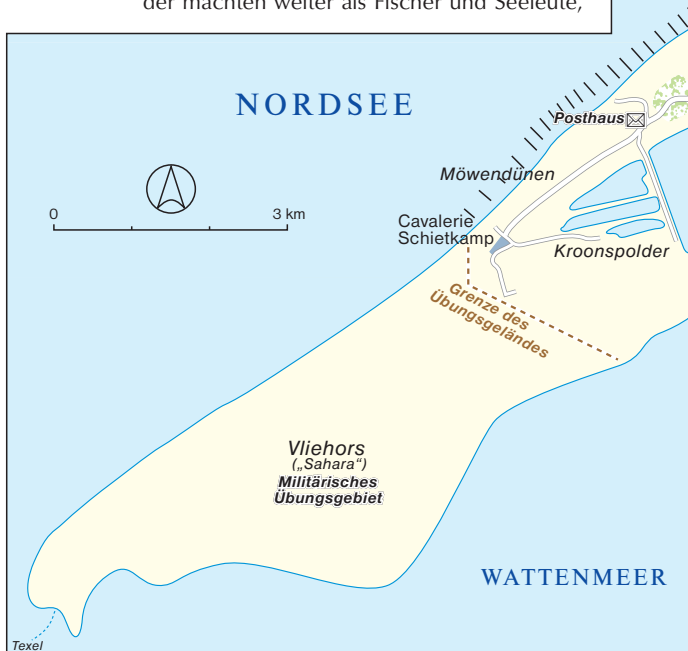 der machten weiter als Fischer und Seeleute,
NORDSEE
Posthaus
Möwendünen
0 3 km
Cavalerie
Schietkamp
Kroonspolder
Grenze des
Übungsgeländes
Vliehors
(„Sahara“)
Militärisches
Übungsgebiet
WATTENMEER
Texel